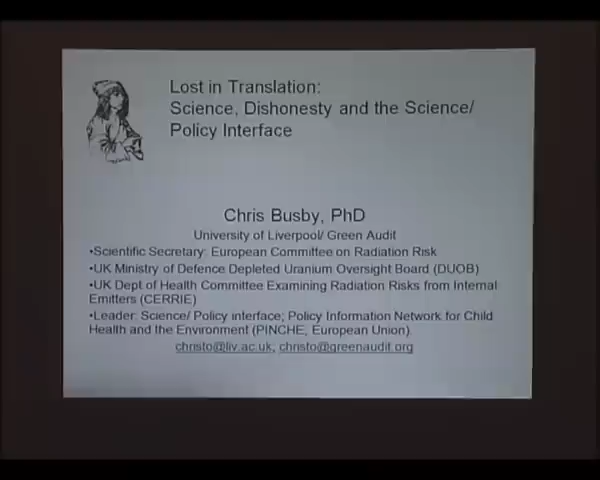 Lost in Translation:
Science, Dishonesty and the Science/
Policy Interface
Chris Busby, PhD
University of Liverpool/ Green Audit
•Scientific Secretary: European Committee on Radiation Risk
•UK Ministry of Defence Depleted Uranium Oversight Board (DUOB)
•UK Dept of Health Committee Examining Radiation Risks from Internal
Emitters (CERRIE)
•Leader: Science/ Policy interface; Policy Information Network for Child
Health and the Environment (PINCHE, European Union).
christo@liv.ac.uk; christo@greenaudit.org